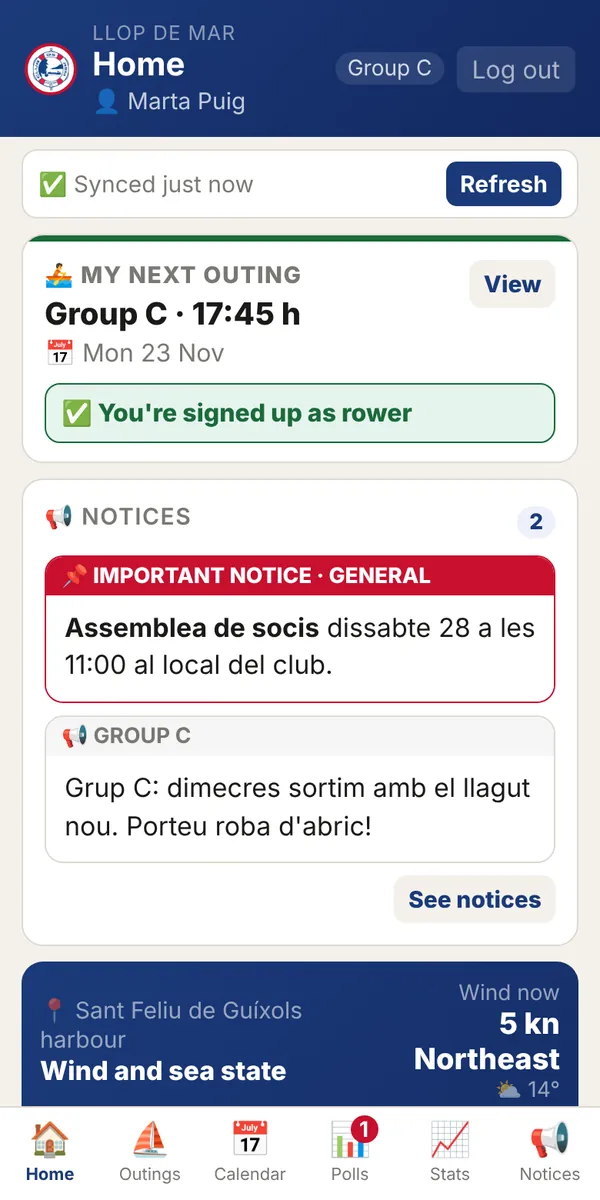 LLOP DE MAR
Home
Marta Puig
Group C
Log out
Synced just now
Refresh
MY NEXT OUTING
View
Group C · 17:45 h
Mon 23 Nov
You're signed up as rower
NOTICES
2
IMPORTANT NOTICE · GENERAL
Assemblea de socis dissabte 28 a les
11:00 al local del club.
GROUP C
Grup C: dimecres sortim amb el llagut
nou. Porteu roba d'abric!
See notices
Sant Feliu de Guíxols
harbour
Wind and sea state
Wind now
5 kn
Northeast
14°
Home
Outings
July
17
Calendar
1
Polls
Stats
Notices